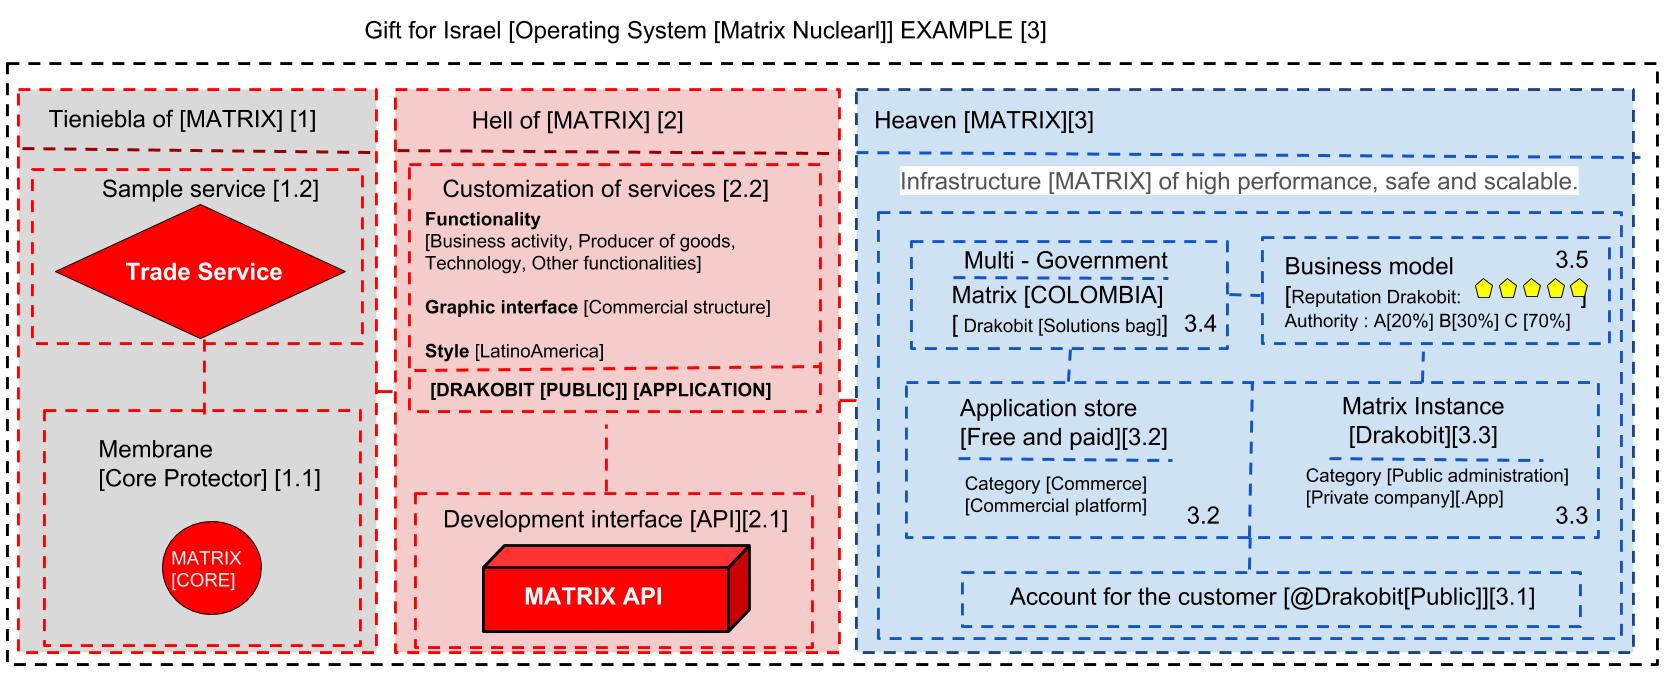 Gift for Israel [Operating System [Matrix Nuclearl]] EXAMPLE [3]
Tieniebla of [MATRIX] [1]
Sample service [1.2]
Trade Service
Membrane
[Core Protector] [1.1]
MATRIX
[CORE]
Hell of [MATRIX] [2]
Customization of services [2.2]
Functionality
[Business activity, Producer of goods,
Technology, Other functionalities]
Graphic interface [Commercial structure]
Style [LatinoAmerica]
[DRAKOBIT [PUBLIC]] [APPLICATION]
Development interface [API][2.1]
MATRIX API
Heaven [MATRIX][3]
Infrastructure [MATRIX] of high performance, safe and scalable.
Multi - Government
Matrix [COLOMBIA]
[ Drakobit [Solutions bag]] 3.4
3.5
Business model
[Reputation Drakobit: ]
Authority : A[20%] B[30%] C [70%]
Application store
[Free and paid][3.2]
Category [Commerce]
[Commercial platform]
3.2
Matrix Instance
[Drakobit][3.3]
Category [Public administration]
[Private company][.App]
3.3
Account for the customer [@Drakobit[Public]][3.1]